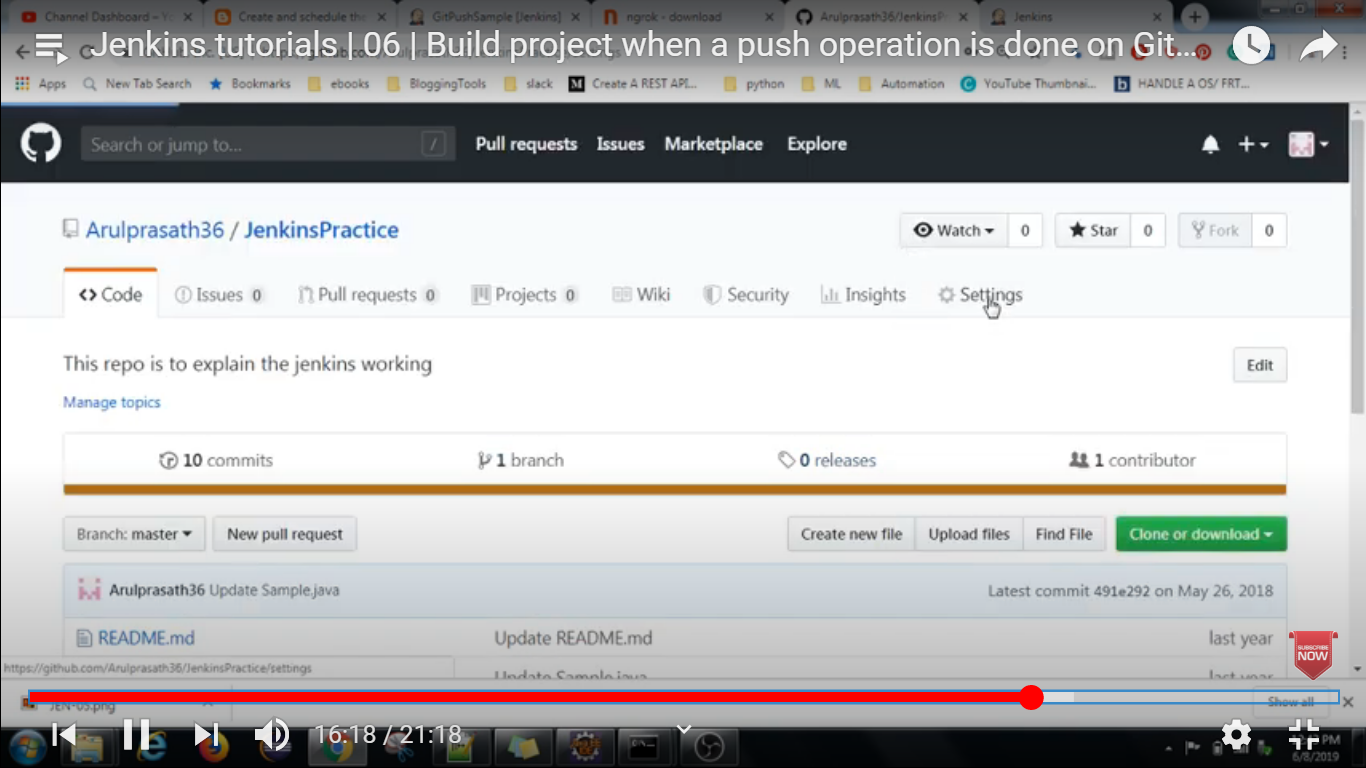 Channel Dashboard - Y
Create and schedule the
GitPushSample [Jenkins]
ngrok - download
Arulprasath36/JenkinsP
Jenkins
Jenkins tutorials | 06 | Build project when a push operation is done on Git...
Apps
New Tab Search
Bookmarks
ebooks
BloggingTools
slack
Create A REST API...
python
ML
Automation
YouTube Thumbnai...
HANDLE A OS/ FRT...
Search or jump to...
/
Pull requests
Issues
Marketplace
Explore
Arulprasath36 / JenkinsPractice
Watch
0
Star
0
Fork
0
Code
Issues 0
Pull requests 0
Projects 0
Wiki
Security
Insights
Settings
This repo is to explain the jenkins working
Edit
Manage topics
10 commits
1 branch
0 releases
1 contributor
Branch: master
New pull request
Create new file
Upload files
Find File
Clone or download
Arulprasath36 Update Sample.java
Latest commit 491e292 on May 26, 2018
README.md
Update README.md
last year
SUBSCRIBE
NOW
https://github.com/Arulprasath36/JenkinsPractice/settings
Update Sample.java
last year
JEN-05.png
Show all
16:18 / 21:18
PM
6/8/2019